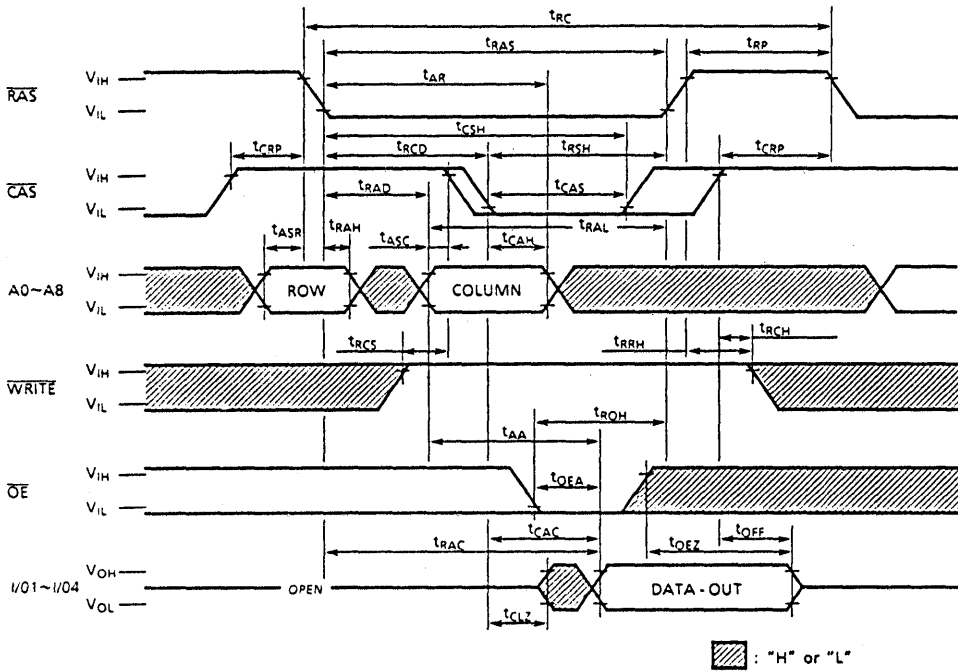 tRC
tRAS
tRP
tAR
RAS
VIH
VIL
tCSH
tCRP
tRCD
tRSH
tCRP
CAS
VIH
VIL
tRAD
tCAS
tRAL
tASR
tRAH
tASC
tCAH
A0~A8
VIH
VIL
ROW
COLUMN
tRCS
tRRH
tRCH
WRITE
VIH
VIL
tROH
tAA
OE
VIH
VIL
tOEA
tCAC
tRAC
tOEZ
tOFF
I/01~I/04
VOH
VOL
OPEN
DATA-OUT
tCLZ
: "H" or "L"